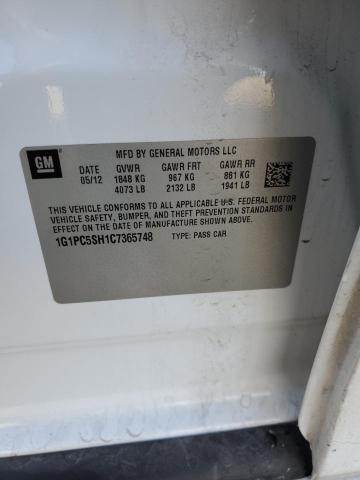 GM
MFD BY GENERAL MOTORS LLC
DATE GVWR GAWR FRT GAWR RR
05/12 1848 KG 967 KG 881 KG
4073 LB 2132 LB 1941 LB
THIS VEHICLE CONFORMS TO ALL APPLICABLE U.S. FEDERAL MOTOR
VEHICLE SAFETY, BUMPER, AND THEFT PREVENTION STANDARDS IN
EFFECT ON THE DATE OF MANUFACTURE SHOWN ABOVE.
1G1PC5SH1C7365748 TYPE: PASS CAR